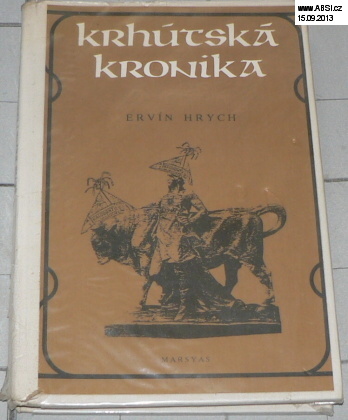 www.ABSI.cz
15.09.2013
KRHÚTSKÁ
KRONIKA
ERVÍN HRYCH
MARSYAS